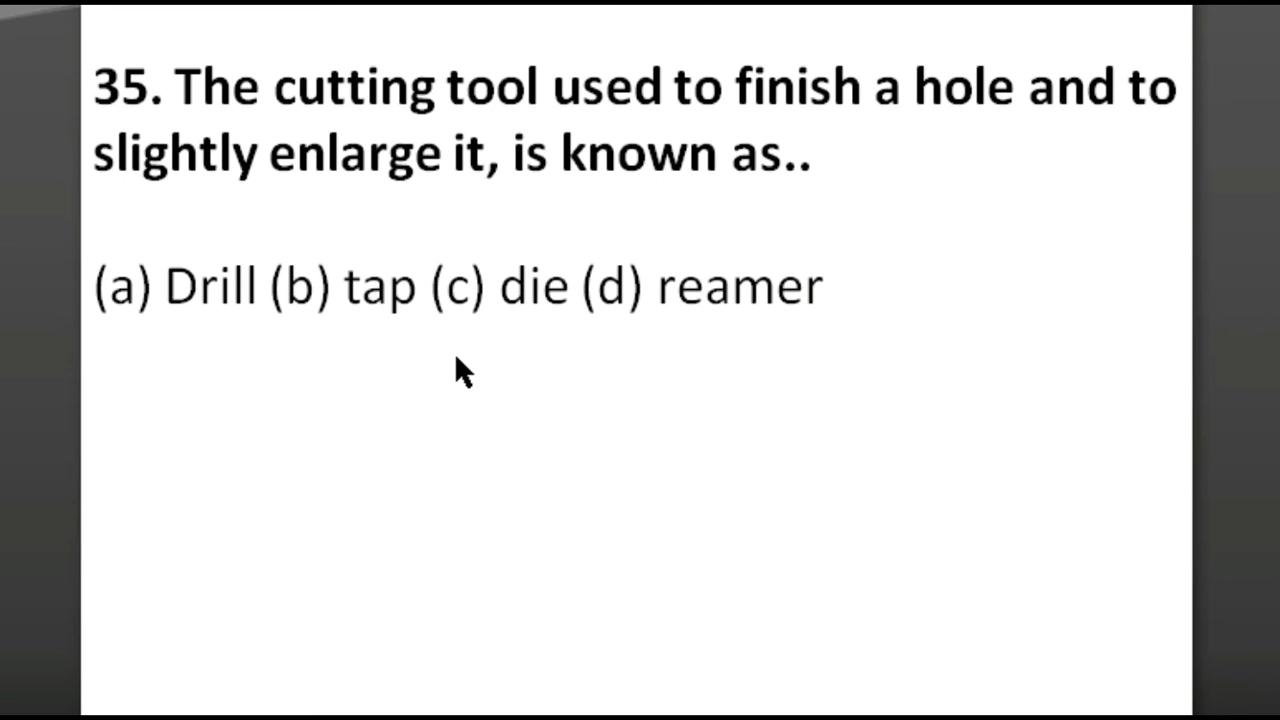 35. The cutting tool used to finish a hole and to
slightly enlarge it, is known as..
(a) Drill (b) tap (c) die (d) reamer